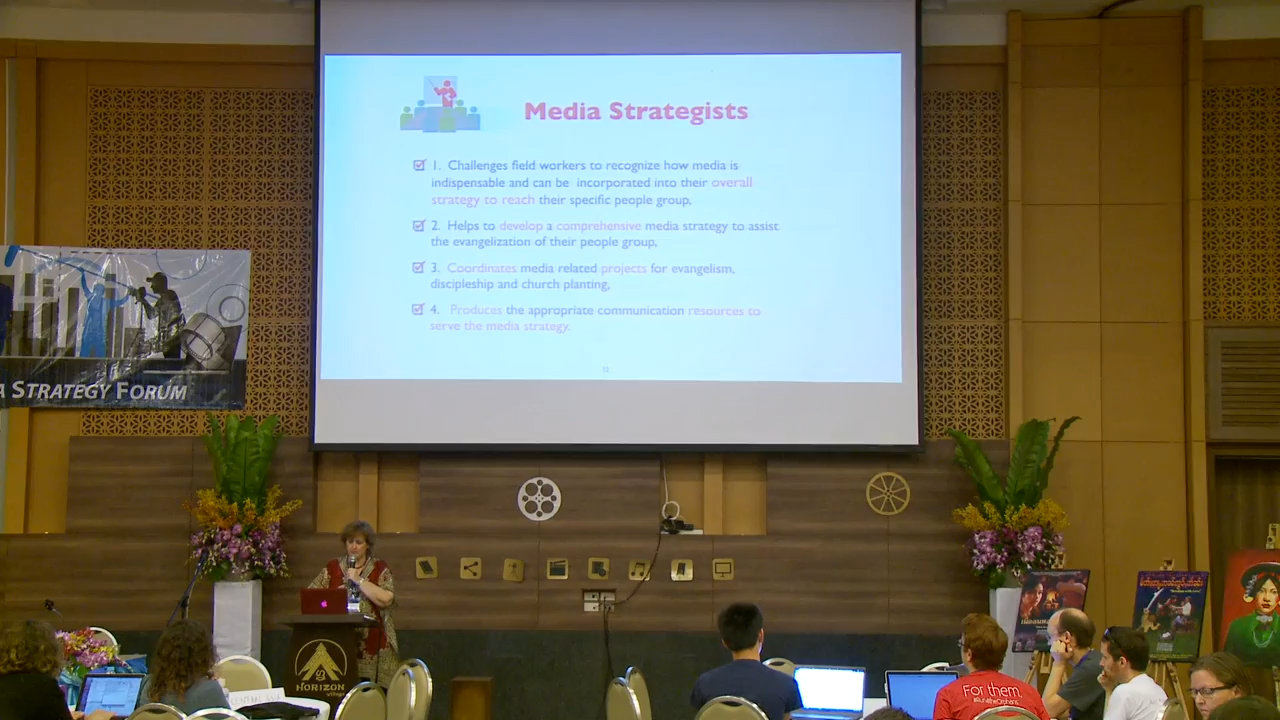 Media Strategists
1. Challenges field workers to recognize how media is
indispensable and can be incorporated into their overall
strategy to reach their specific people group,
2. Helps to develop a comprehensive media strategy to assist
the evangelization of their people group,
3. Coordinates media related projects for evangelism,
discipleship and church planting,
4. Produces the appropriate communication resources to
serve the media strategy.
A STRATEGY FORUM
HORIZON
Village
For them.